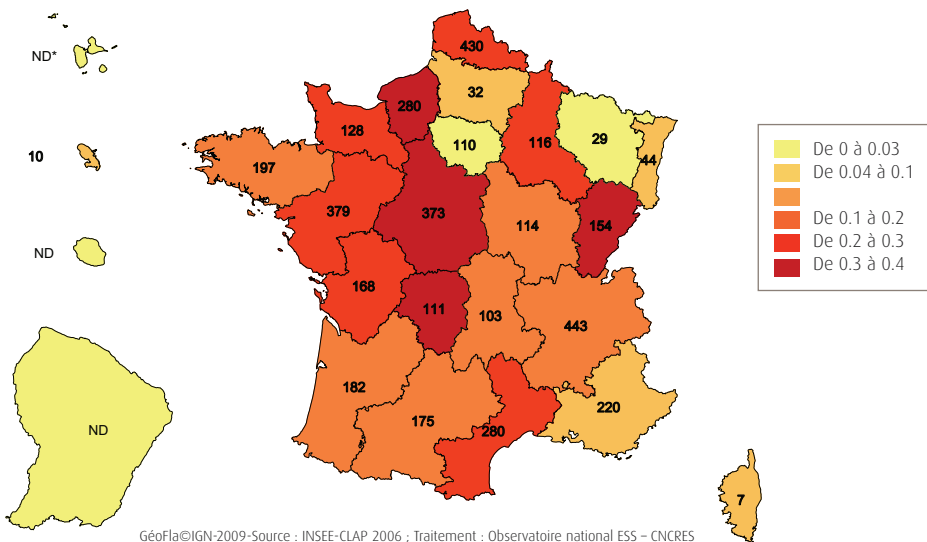 430
ND*
32
280
128
110
116
29
10
44
197
379
373
114
154
ND
168
111
103
443
182
175
280
220
ND
7
De 0 à 0.03
De 0.04 à 0.1
De 0.1 à 0.2
De 0.2 à 0.3
De 0.3 à 0.4
GéoFla©IGN-2009-Source : INSEE-CLAP 2006 ; Traitement : Observatoire national ESS – CNCRES